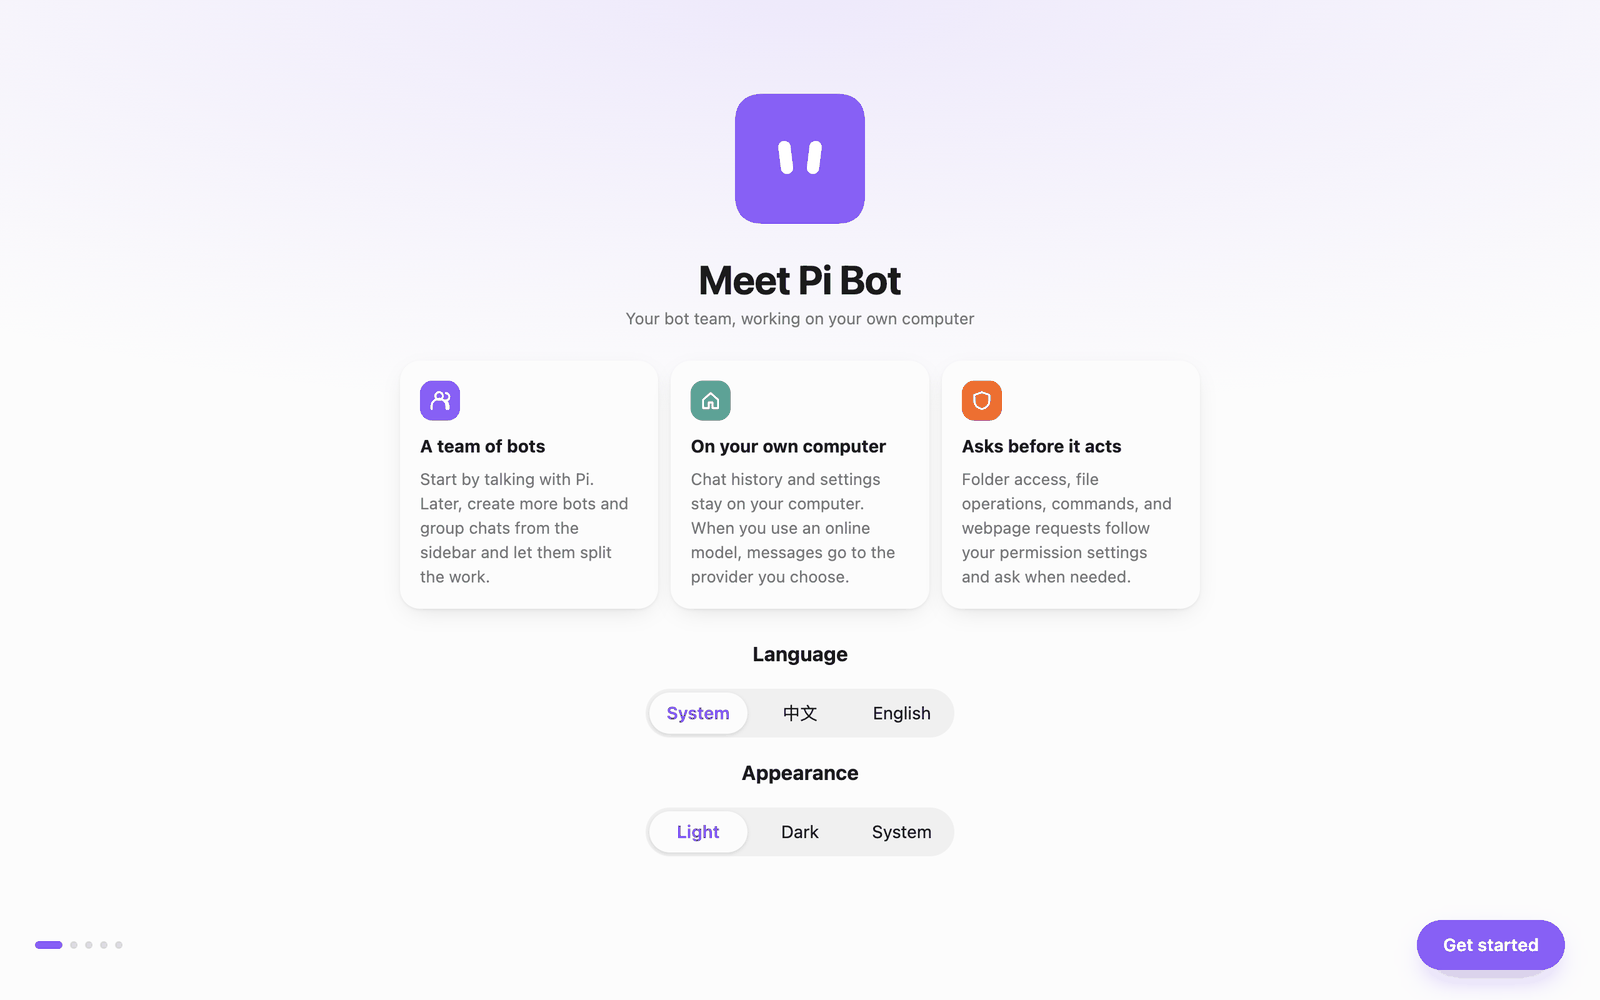 Meet Pi Bot
Your bot team, working on your own computer
A team of bots
Start by talking with Pi.
Later, create more bots and
group chats from the
sidebar and let them split
the work.
On your own computer
Chat history and settings
stay on your computer.
When you use an online
model, messages go to the
provider you choose.
Asks before it acts
Folder access, file
operations, commands, and
webpage requests follow
your permission settings
and ask when needed.
Language
System 中文 English
Appearance
Light Dark System
Get started